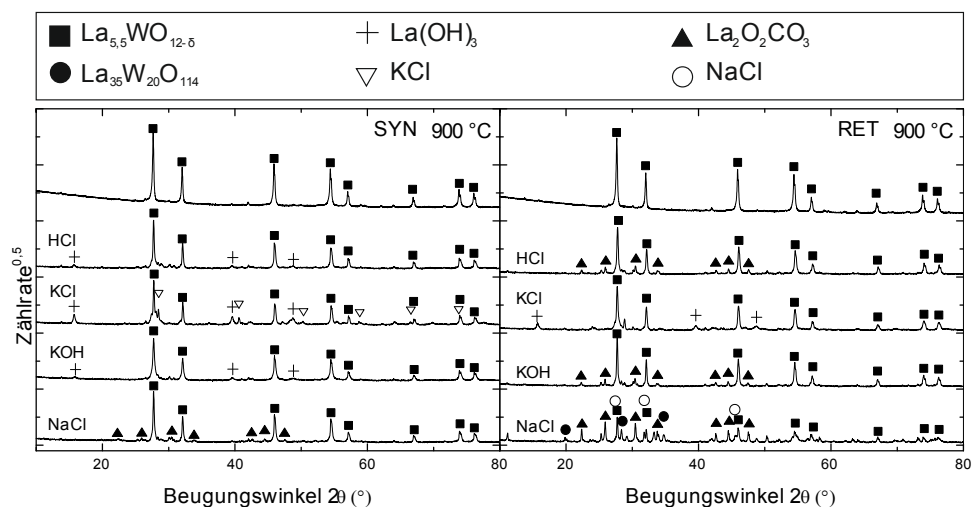 ■ La₅,₅WO₁₂₋δ + La(OH)₃ ▲ La₂O₂CO₃
● La₃₅W₂₀O₁₁₄ ▽ KCl ○ NaCl
SYN 900 °C
HCl
KCl
KOH
NaCl
20 40 60 80
Beugungswinkel 2θ (°)
Zählrate⁰,⁵
RET 900 °C
HCl
KCl
KOH
NaCl
20 40 60 80
Beugungswinkel 2θ (°)